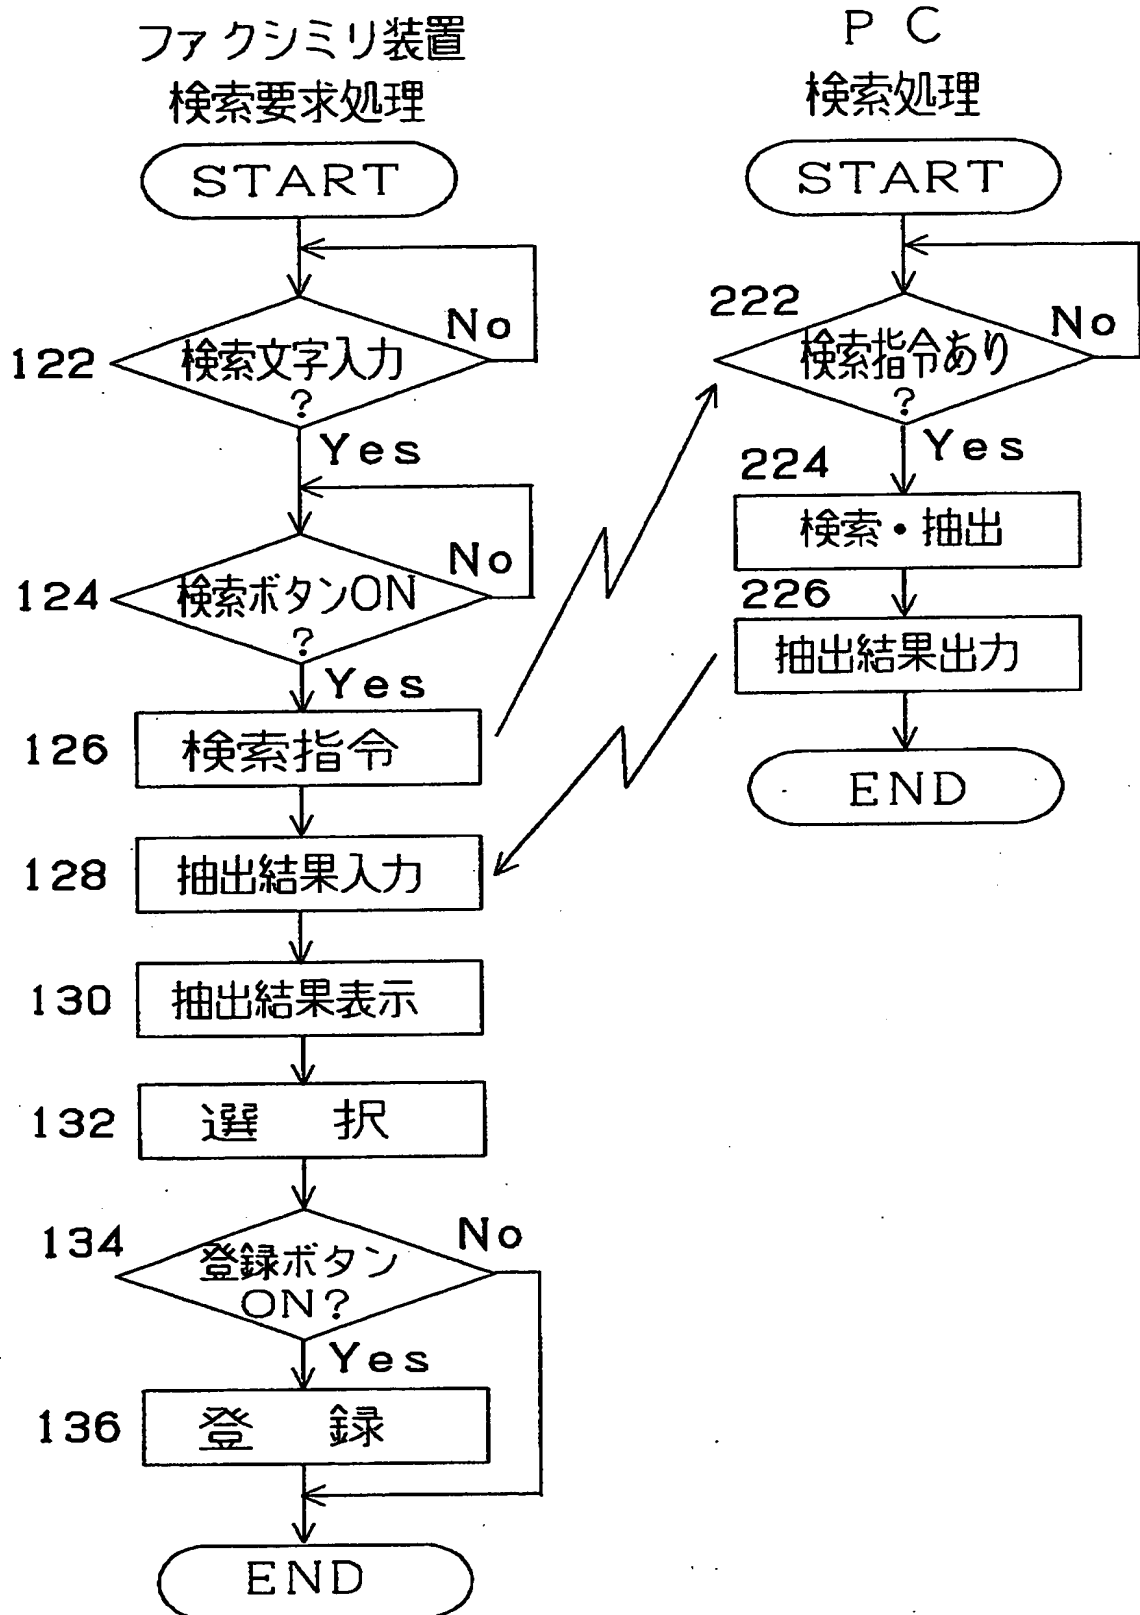 ファクシミリ装置
検索要求処理
START
122
検索文字入力
?
No
Yes
124
検索ボタンON
?
No
Yes
126
検索指令
128
抽出結果入力
130
抽出結果表示
132
選 択
134
登録ボタン
ON?
No
Yes
136
登 録
END
PC
検索処理
START
222
検索指令あり
?
No
Yes
224
検索・抽出
226
抽出結果出力
END